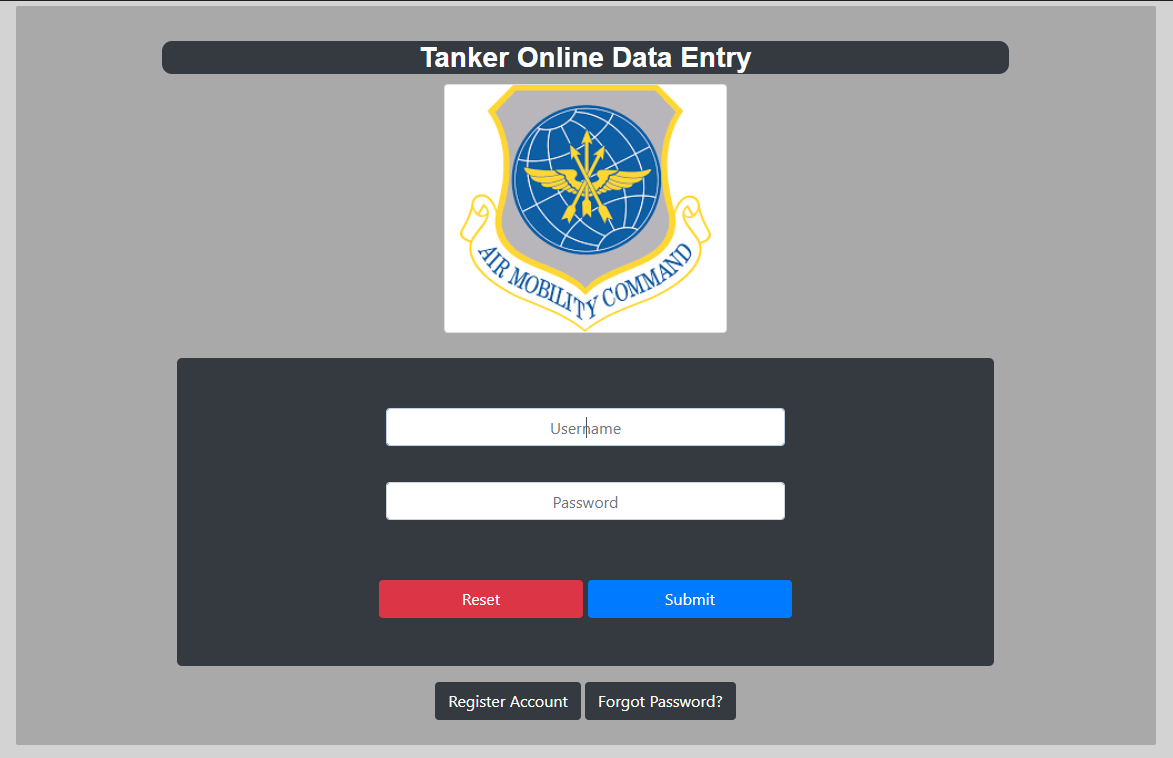 Tanker Online Data Entry
AIR MOBILITY COMMAND
Username
Password
Reset Submit
Register Account Forgot Password?